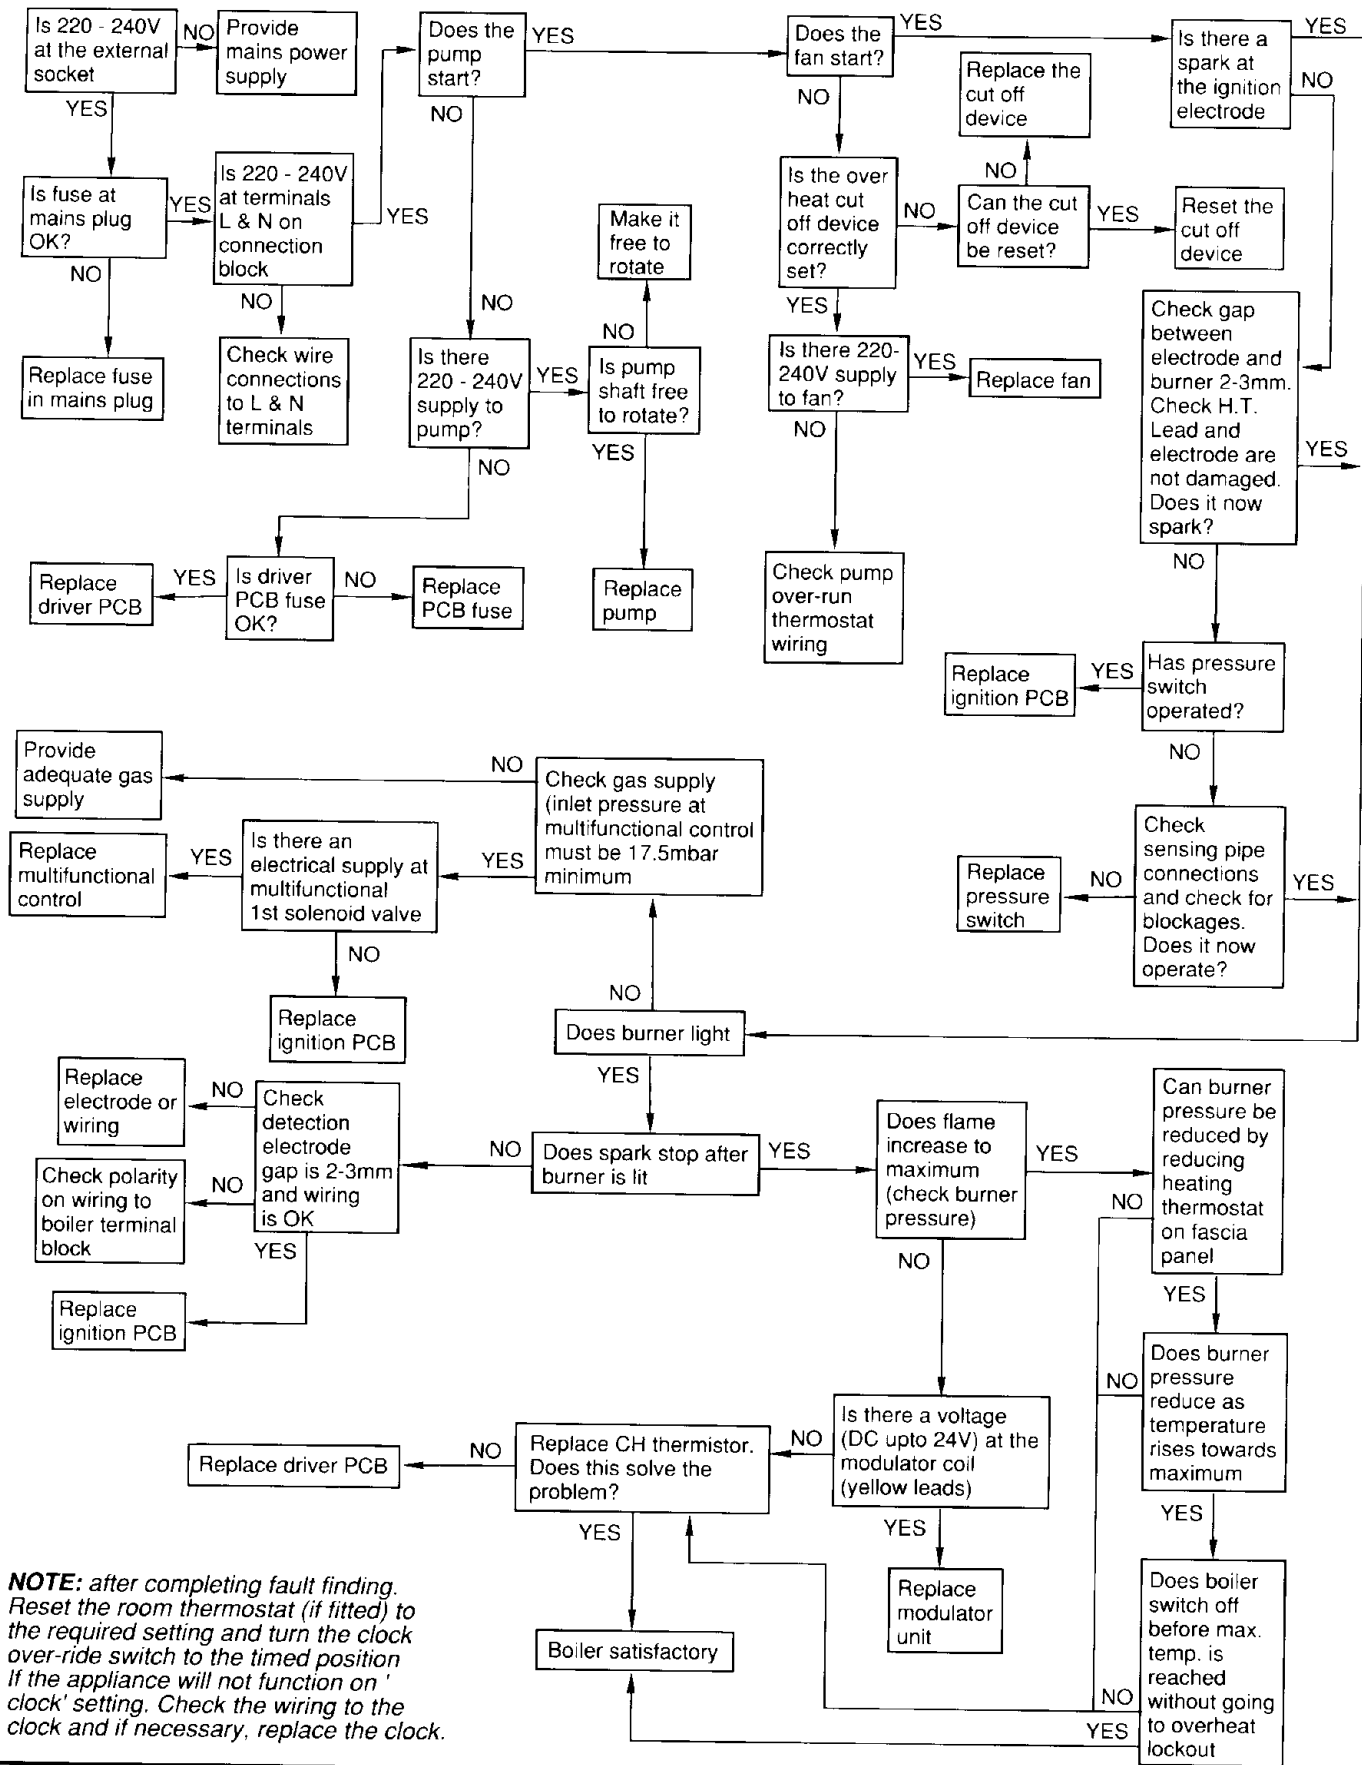 Is 220 - 240V
at the external
socket
NO
Provide
mains power
supply
YES
Is fuse at
mains plug
OK?
YES
NO
Replace fuse
in mains plug
Is 220 - 240V
at terminals
L & N on
connection
block
YES
NO
Check wire
connections
to L & N
terminals
Does the
pump
start?
YES
NO
NO
Is there
220 - 240V
supply to
pump?
YES
NO
Is pump
shaft free
to rotate?
NO
Make it
free to
rotate
YES
Replace
pump
Is driver
PCB fuse
OK?
YES
Replace
driver PCB
NO
Replace
PCB fuse
Does the
fan start?
YES
NO
Is the over
heat cut
off device
correctly
set?
NO
Can the cut
off device
be reset?
NO
Replace the
cut off
device
YES
Reset the
cut off
device
YES
Is there 220-
240V supply
to fan?
YES
Replace fan
NO
Check pump
over-run
thermostat
wiring
Is there a
spark at
the ignition
electrode
YES
NO
Check gap
between
electrode and
burner 2-3mm.
Check H.T.
Lead and
electrode are
not damaged.
Does it now
spark?
YES
NO
Has pressure
switch
operated?
YES
Replace
ignition PCB
NO
Check
sensing pipe
connections
and check for
blockages.
Does it now
operate?
YES
NO
Replace
pressure
switch
Does burner light
NO
Check gas supply
(inlet pressure at
multifunctional control
must be 17.5mbar
minimum
NO
Provide
adequate gas
supply
YES
Is there an
electrical supply at
multifunctional
1st solenoid valve
YES
Replace
multifunctional
control
NO
Replace
ignition PCB
YES
Does spark stop after
burner is lit
NO
Check
detection
electrode
gap is 2-3mm
and wiring
is OK
NO
Replace
electrode or
wiring
NO
Check polarity
on wiring to
boiler terminal
block
YES
Replace
ignition PCB
YES
Does flame
increase to
maximum
(check burner
pressure)
YES
NO
Can burner
pressure be
reduced by
reducing
heating
thermostat
on fascia
panel
NO
YES
Does burner
pressure
reduce as
temperature
rises towards
maximum
NO
YES
Does boiler
switch off
before max.
temp. is
reached
without going
to overheat
lockout
NO
YES
Is there a voltage
(DC upto 24V) at the
modulator coil
(yellow leads)
NO
YES
Replace
modulator
unit
Replace CH thermistor.
Does this solve the
problem?
NO
Replace driver PCB
YES
Boiler satisfactory
NOTE: after completing fault finding.
Reset the room thermostat (if fitted) to
the required setting and turn the clock
over-ride switch to the timed position
If the appliance will not function on '
clock' setting. Check the wiring to the
clock and if necessary, replace the clock.